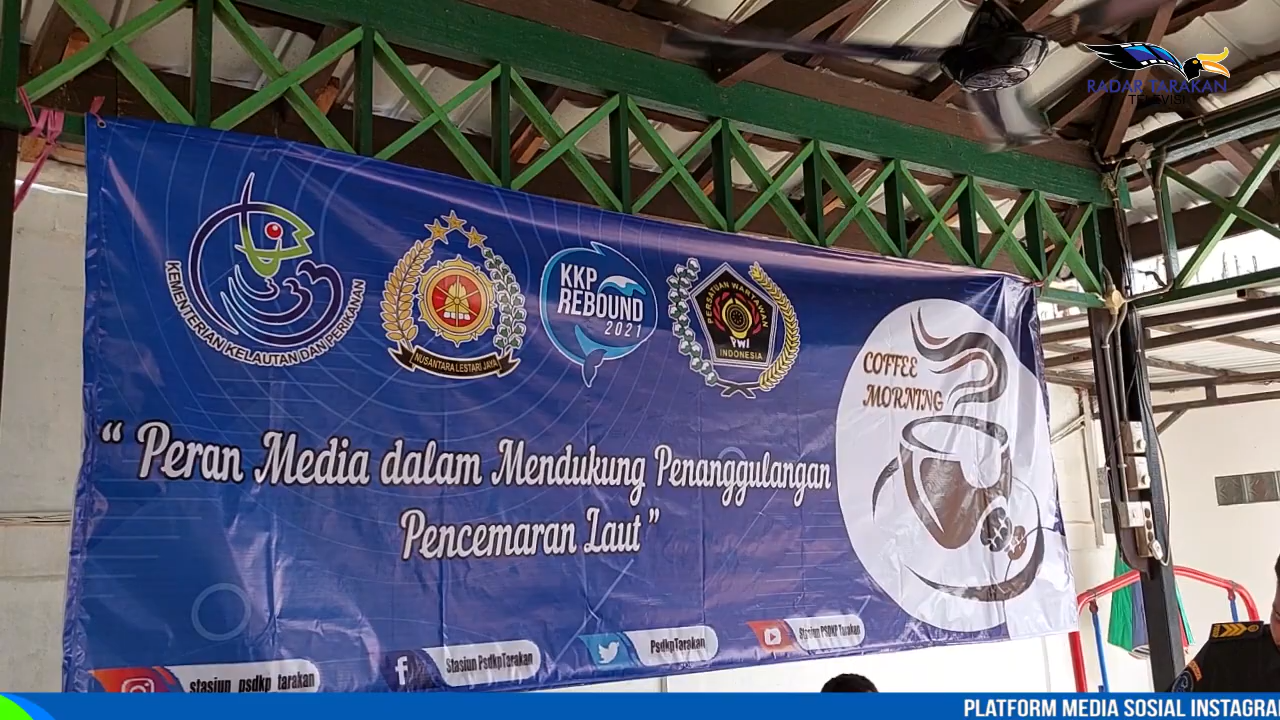 RADAR TARAKAN
TELEVISI
KEMENTERIAN KELAUTAN DAN PERIKANAN
NUSANTARA LESTARI JAYA
KKP
REBOUND
2021
PERSATUAN WARTAWAN
PWI
INDONESIA
COFFEE
MORNING
“ Peran Media dalam Mendukung Penanggulangan
Pencemaran Laut ”
stasiun_psdkp_tarakan
Stasiun PsdkpTarakan
PsdkpTarakan
Stasiun PSDKP Tarakan
PLATFORM MEDIA SOSIAL INSTAGRA